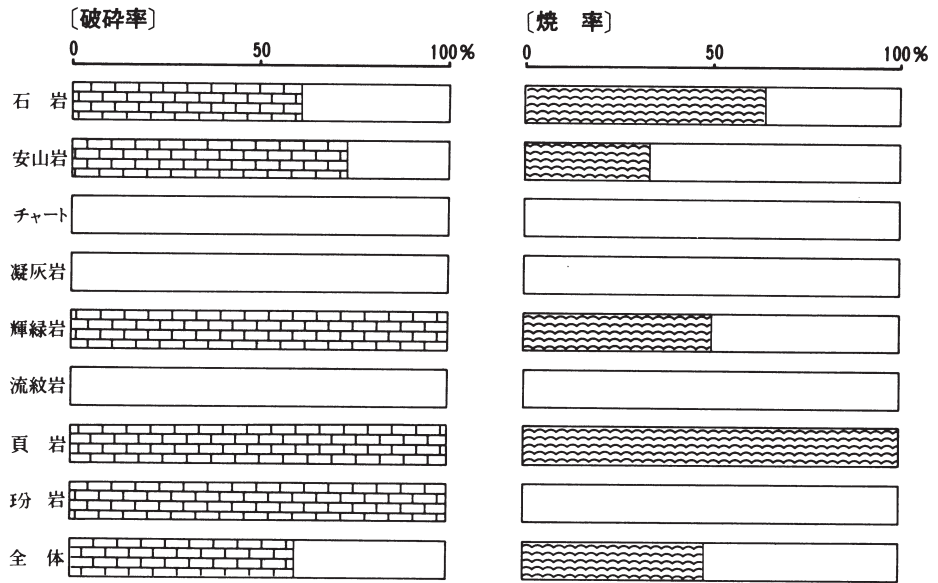 〔破砕率〕
〔焼 率〕
0 50 100%
0 50 100%
石 岩
安山岩
チャート
凝灰岩
輝緑岩
流紋岩
頁 岩
玢 岩
全 体